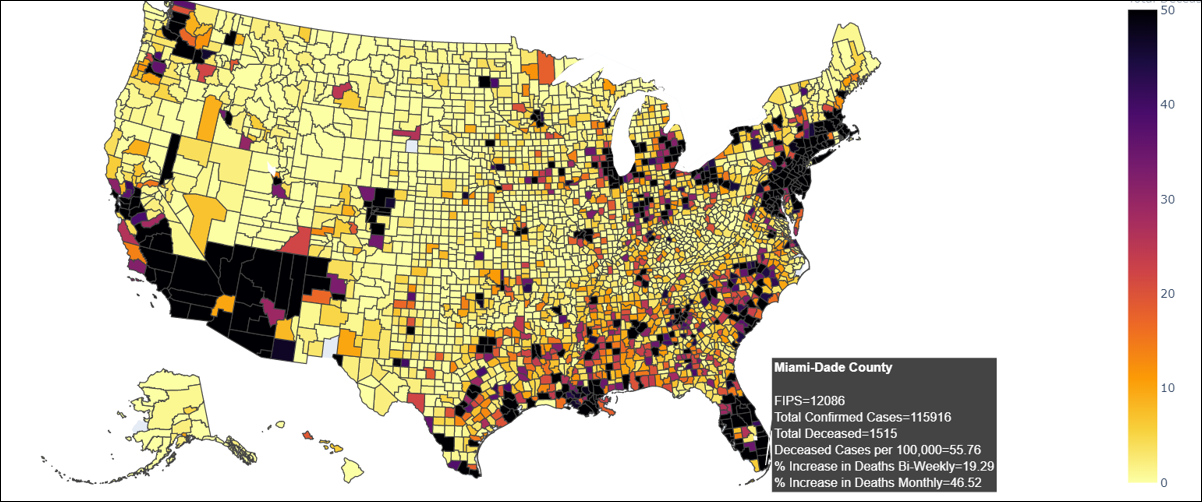 50
40
30
20
10
0
Miami-Dade County
FIPS=12086
Total Confirmed Cases=115916
Total Deceased=1515
Deceased Cases per 100,000=55.76
% Increase in Deaths Bi-Weekly=19.29
% Increase in Deaths Monthly=46.52